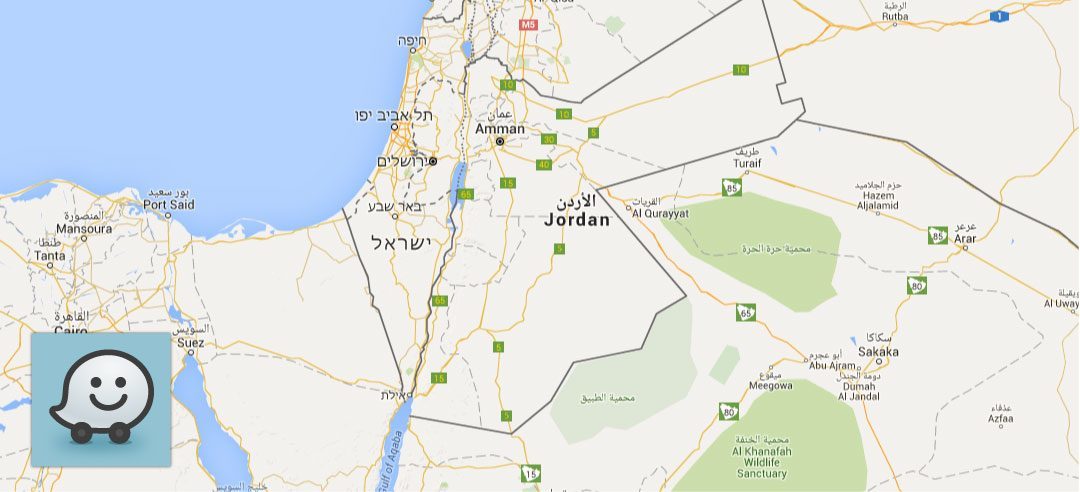 الرطبة
Rutba
1
M5
חיפה
10
10
תל אביב יפו
عمان
Amman
10
30
5
40
ירושלים
طريف
Turaif
85
15
65
بور سعيد
Port Said
באר שבע
الأردن
Jordan
القريات
Al Qurayyat
حزم الجلاميد
Hazem
Aljalamid
المنصورة
Mansoura
طنطا
Tanta
ישראל
5
محمية حرة الحرة
عرعر
Arar
85
80
65
65
القاهرة
Cairo
السويس
Suez
5
سكاكا
Sakaka
أبو عجرم
Abu Ajram
ميقوع
Meegowa
دومة الجندل
Dumah
Al Jandal
15
אילת
محمية الطبيق
5
80
عذفاء
Azfaa
محمية الخنفة
Al Khanafah
Wildlife
Sanctuary
Gulf of Aqaba
15
خليج السويس